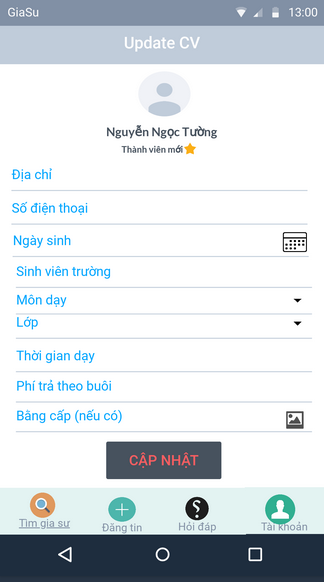 GiaSu 13:00
Update CV
Nguyễn Ngọc Tường
Thành viên mới
Địa chỉ
Số điện thoại
Ngày sinh
Sinh viên trường
Môn dạy
Lớp
Thời gian dạy
Phí trả theo buổi
Bằng cấp (nếu có)
CẬP NHẬT
Tìm gia sư Đăng tin Hỏi đáp Tài khoản